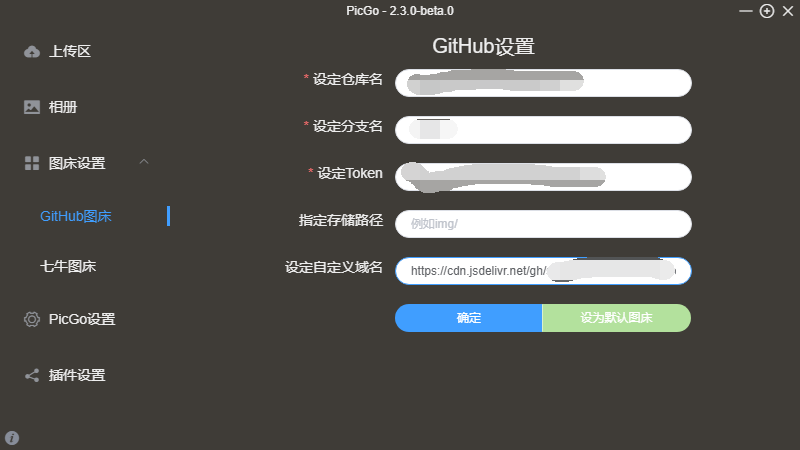 PicGo - 2.3.0-beta.0
上传区
相册
图床设置
GitHub图床
七牛图床
PicGo设置
插件设置
GitHub设置
* 设定仓库名
* 设定分支名
* 设定Token
指定存储路径
例如img/
设定自定义域名
https://cdn.jsdelivr.net/gh/
确定
设为默认图床